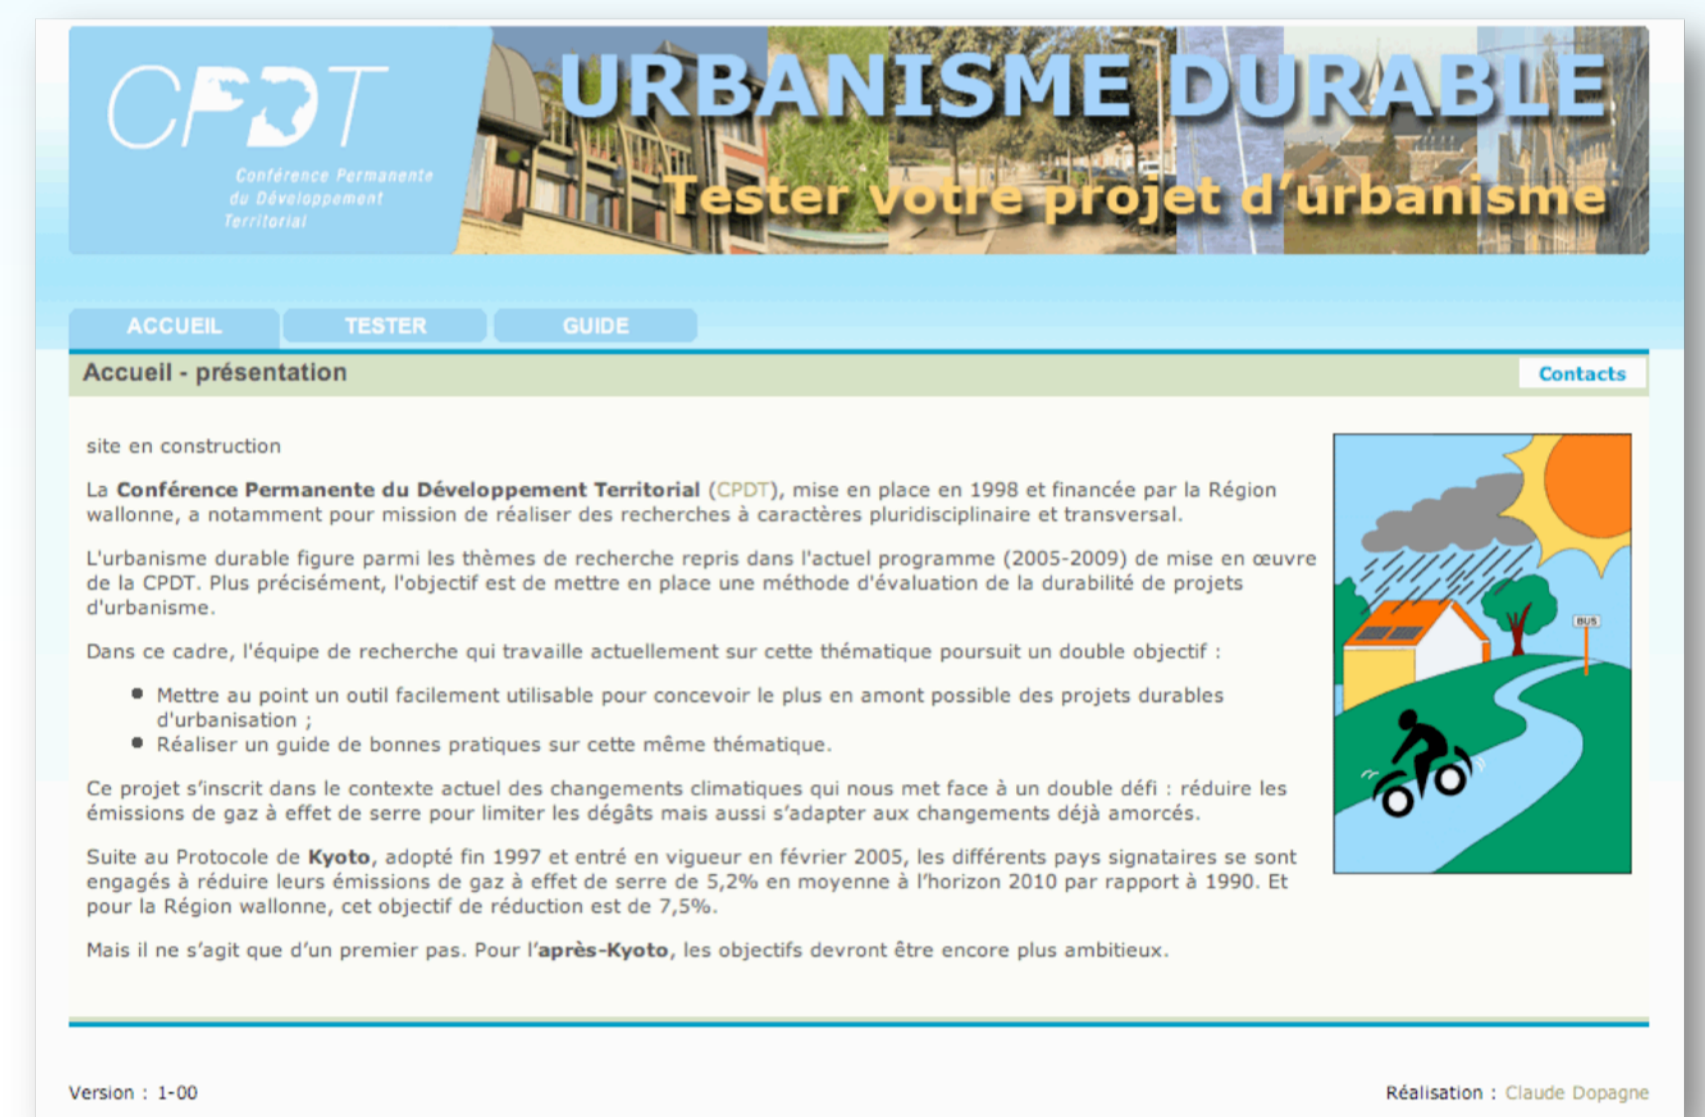 CPDT
Conférence Permanente
du Développement
Territorial
URBANISME DURABLE
Tester votre projet d'urbanisme
ACCUEIL TESTER GUIDE
Accueil - présentation
Contacts
site en construction
La Conférence Permanente du Développement Territorial (CPDT), mise en place en 1998 et financée par la Région
wallonne, a notamment pour mission de réaliser des recherches à caractères pluridisciplinaire et transversal.
L'urbanisme durable figure parmi les thèmes de recherche repris dans l'actuel programme (2005-2009) de mise en œuvre
de la CPDT. Plus précisément, l'objectif est de mettre en place une méthode d'évaluation de la durabilité de projets
d'urbanisme.
Dans ce cadre, l'équipe de recherche qui travaille actuellement sur cette thématique poursuit un double objectif :
Mettre au point un outil facilement utilisable pour concevoir le plus en amont possible des projets durables
d'urbanisation ;
Réaliser un guide de bonnes pratiques sur cette même thématique.
Ce projet s’inscrit dans le contexte actuel des changements climatiques qui nous met face à un double défi : réduire les
émissions de gaz à effet de serre pour limiter les dégâts mais aussi s’adapter aux changements déjà amorcés.
Suite au Protocole de Kyoto, adopté fin 1997 et entré en vigueur en février 2005, les différents pays signataires se sont
engagés à réduire leurs émissions de gaz à effet de serre de 5,2% en moyenne à l’horizon 2010 par rapport à 1990. Et
pour la Région wallonne, cet objectif de réduction est de 7,5%.
Mais il ne s’agit que d’un premier pas. Pour l’après-Kyoto, les objectifs devront être encore plus ambitieux.
BUS
Version : 1-00
Réalisation : Claude Dopagne